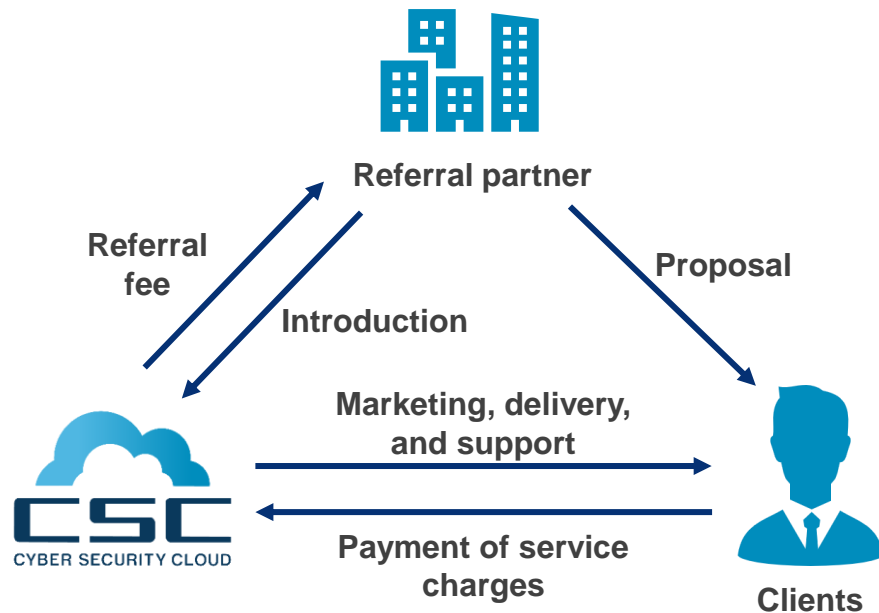 Referral partner
Referral
fee
Proposal
Introduction
Marketing, delivery,
and support
CSC
CYBER SECURITY CLOUD
Payment of service
charges
Clients